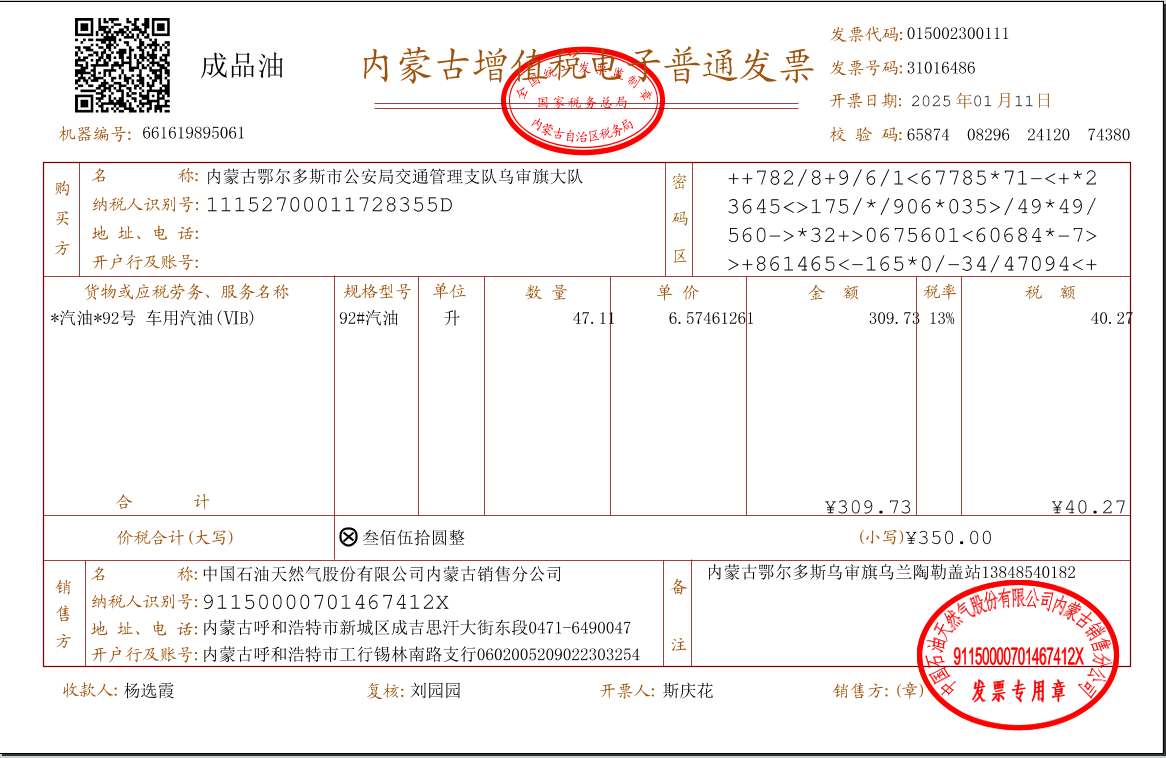 成品油
内蒙古增值税电子普通发票
全国统一发票监制章
国家税务总局
内蒙古自治区税务局
发票代码:015002300111
发票号码:31016486
开票日期: 2025年01月11日
校 验 码:65874 08296 24120 74380
机器编号: 661619895061
购买方
名 称: 内蒙古鄂尔多斯市公安局交通管理支队乌审旗大队
纳税人识别号: 11152700011728355D
地 址、电 话:
开户行及账号:
密码区
++782/8+9/6/1<67785*71-<+*2
3645<>175/*/906*035>/49*49/
560->*32+>0675601<60684*-7>
>+861465<-165*0/-34/47094<+
货物或应税劳务、服务名称 规格型号 单位 数 量 单 价 金 额 税率 税 额
*汽油*92号 车用汽油(VIB) 92#汽油 升 47.11 6.57461261 309.73 13% 40.27
合 计 ¥309.73 ¥40.27
价税合计(大写) ⊗ 叁佰伍拾圆整 (小写)¥350.00
销售方
名 称: 中国石油天然气股份有限公司内蒙古销售分公司
纳税人识别号: 91150000701467412X
地 址、电 话: 内蒙古呼和浩特市新城区成吉思汗大街东段0471-6490047
开户行及账号: 内蒙古呼和浩特市工行锡林南路支行0602005209022303254
备注
内蒙古鄂尔多斯乌审旗乌兰陶勒盖站13848540182
中国石油天然气股份有限公司内蒙古销售分公司
91150000701467412X
发票专用章
收款人: 杨选霞 复核: 刘园园 开票人: 斯庆花 销售方: (章)